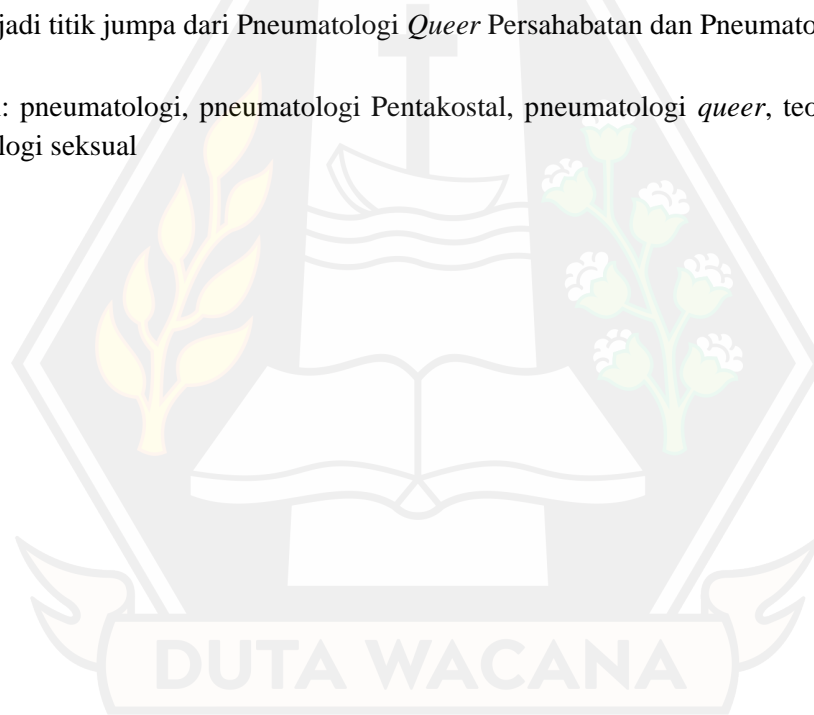 jadi titik jumpa dari Pneumatologi Queer Persahabatan dan Pneumato
: pneumatologi, pneumatologi Pentakostal, pneumatologi queer, teo
logi seksual
DUTA WACANA